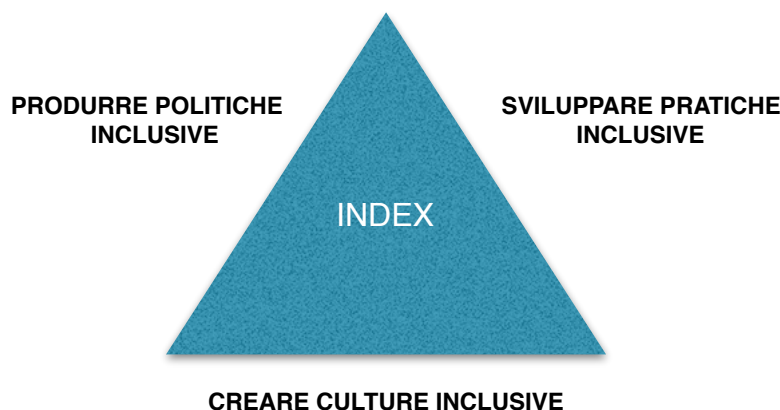 PRODURRE POLITICHE
INCLUSIVE
SVILUPPARE PRATICHE
INCLUSIVE
INDEX
CREARE CULTURE INCLUSIVE